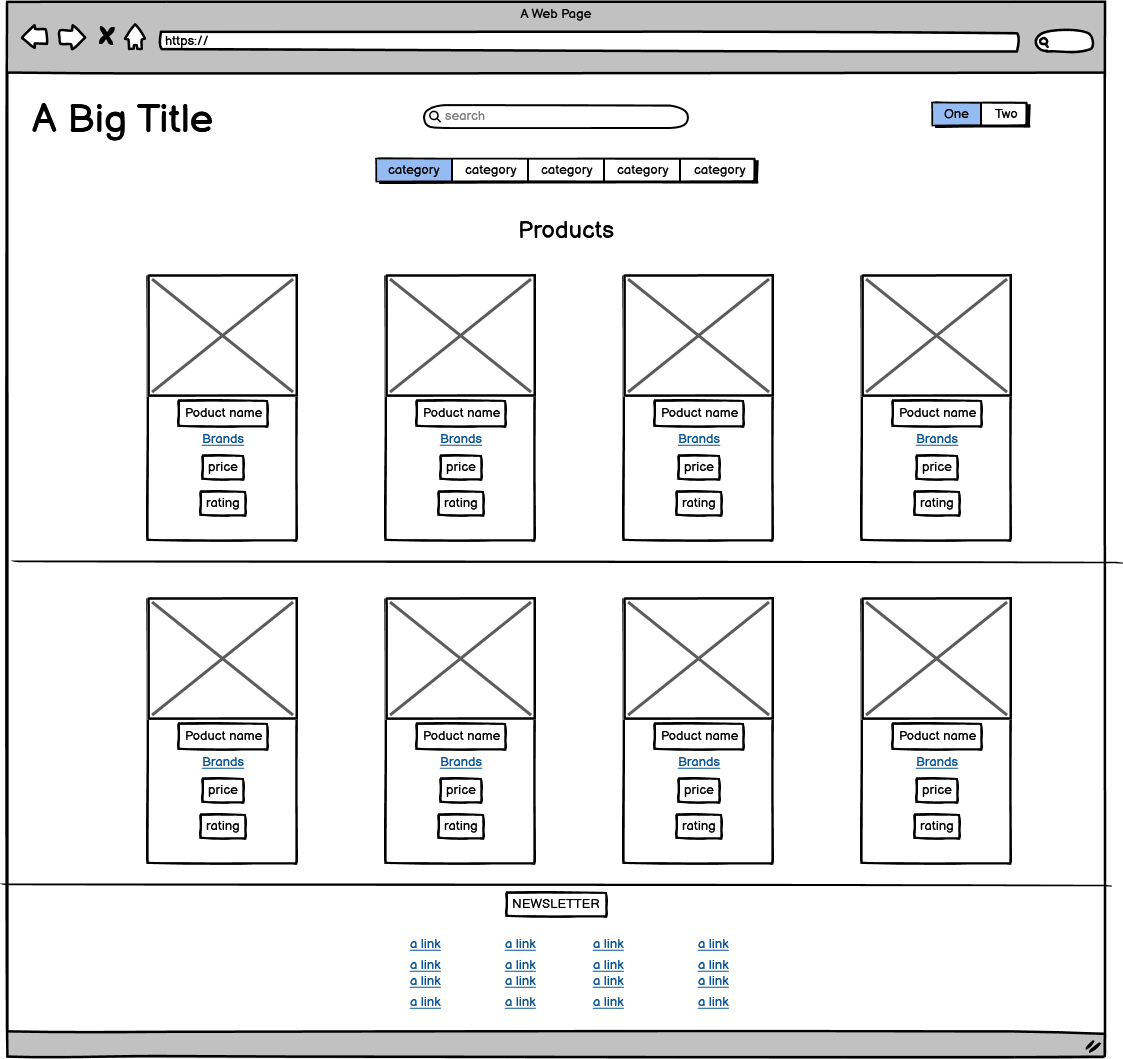 A Web Page
https://
A Big Title
search
One Two
category category category category category
Products
Poduct name Poduct name Poduct name Poduct name
Brands Brands Brands Brands
price price price price
rating rating rating rating
Poduct name Poduct name Poduct name Poduct name
Brands Brands Brands Brands
price price price price
rating rating rating rating
NEWSLETTER
a link a link a link a link
a link a link a link a link
a link a link a link a link
a link a link a link a link